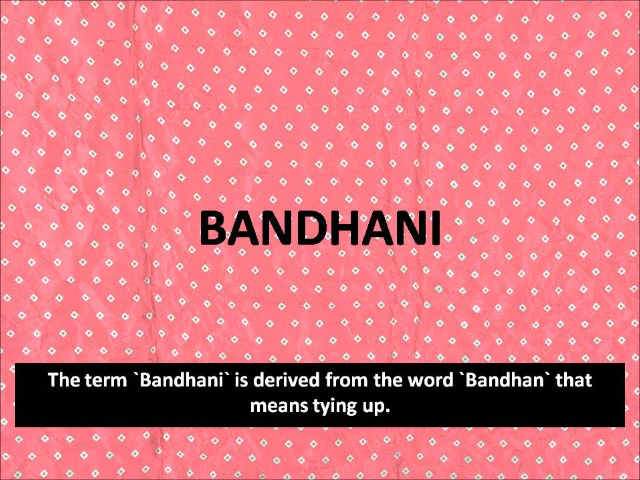 BANDHANI
The term `Bandhani` is derived from the word `Bandhan` that
means tying up.